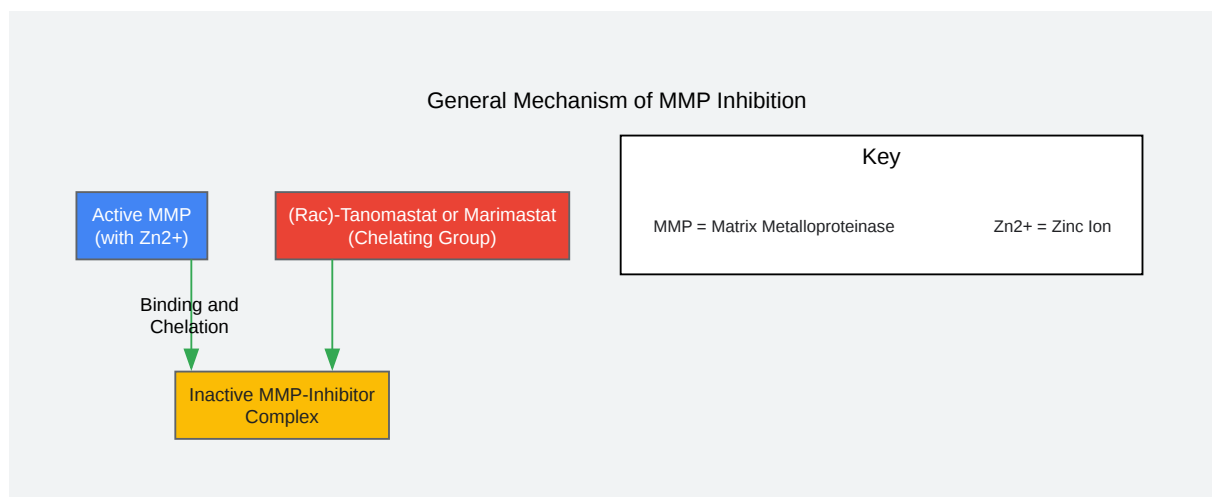 General Mechanism of MMP Inhibition
Key
MMP = Matrix Metalloproteinase
Zn2+ = Zinc Ion
Active MMP
(with Zn2+)
(Rac)-Tanomastat or Marimastat
(Chelating Group)
Binding and
Chelation
Inactive MMP-Inhibitor
Complex